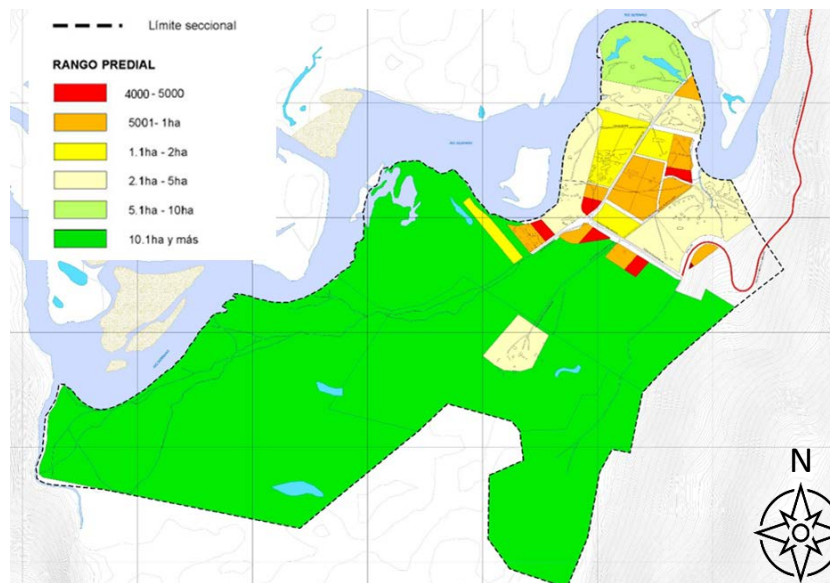 Límite seccional
RANGO PREDIAL
4000 - 5000
5001- 1ha
1.1ha - 2ha
2.1ha - 5ha
5.1ha - 10ha
10.1ha y más
N